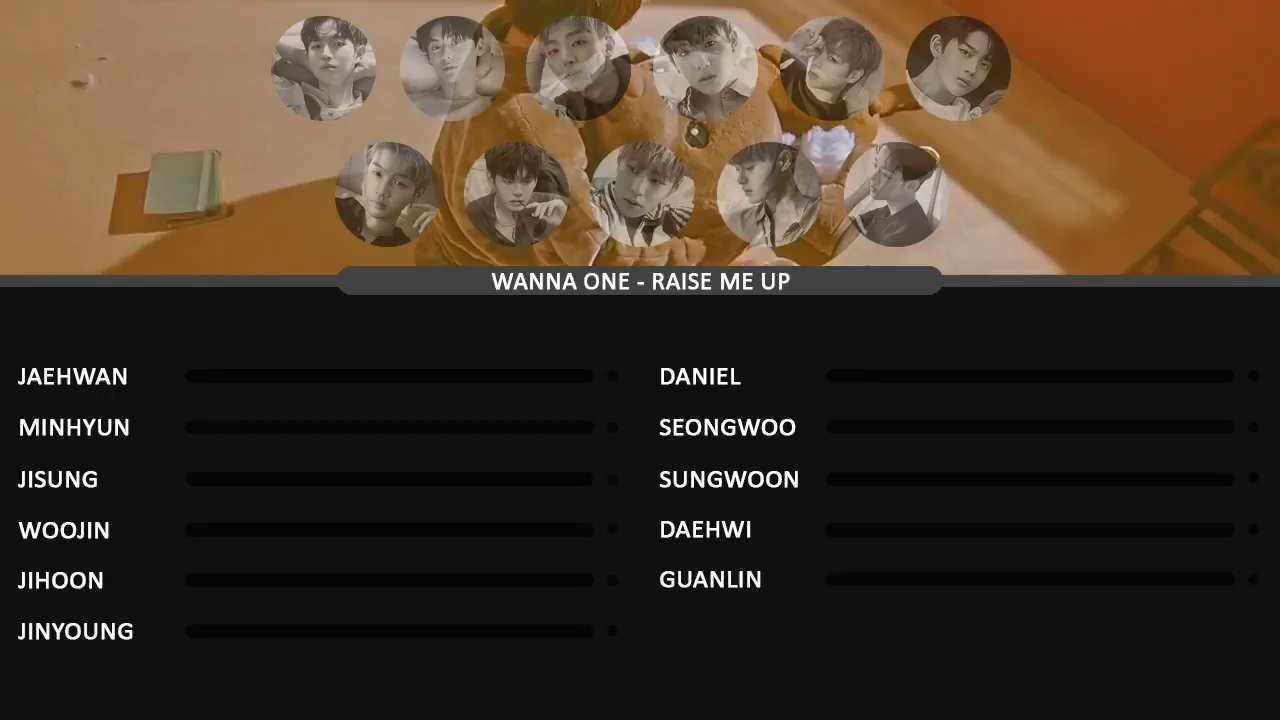 WANNA ONE - RAISE ME UP
JAEHWAN
MINHYUN
JISUNG
WOOJIN
JIHOON
JINYOUNG
DANIEL
SEONGWOO
SUNGWOON
DAEHWI
GUANLIN